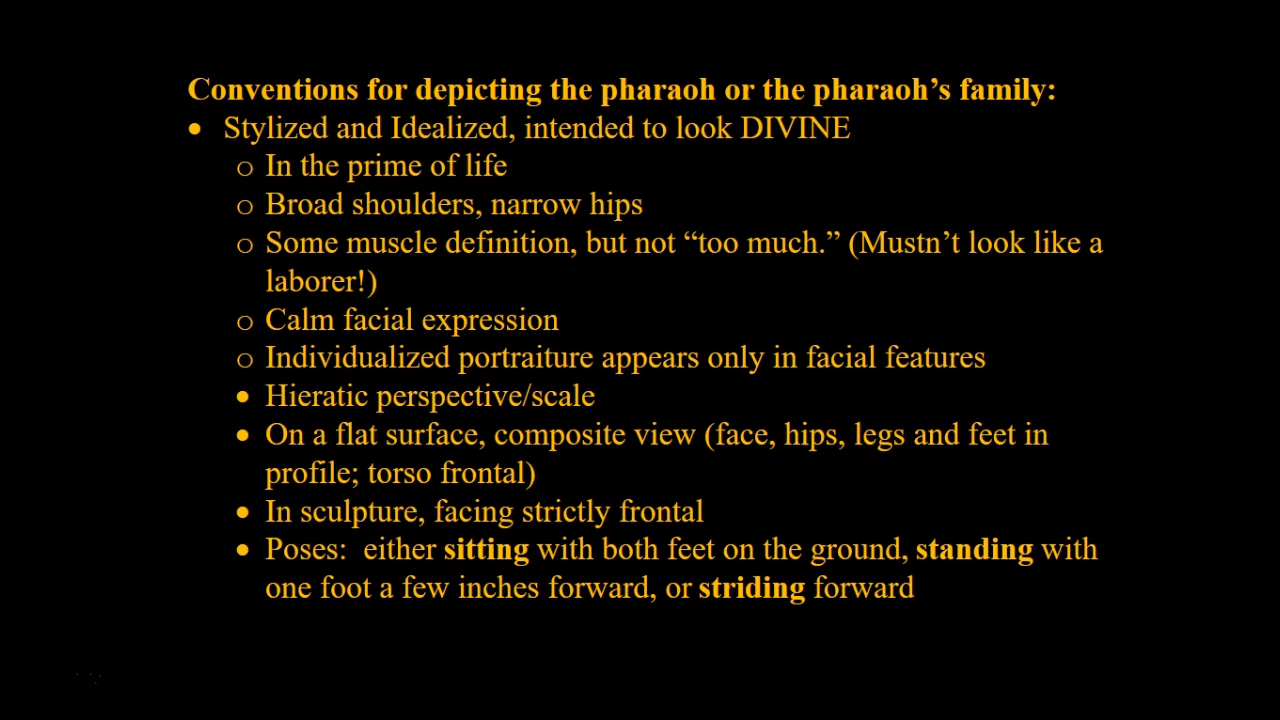 Conventions for depicting the pharaoh or the pharaoh’s family:
• Stylized and Idealized, intended to look DIVINE
o In the prime of life
o Broad shoulders, narrow hips
o Some muscle definition, but not “too much.” (Mustn’t look like a
laborer!)
o Calm facial expression
o Individualized portraiture appears only in facial features
• Hieratic perspective/scale
• On a flat surface, composite view (face, hips, legs and feet in
profile; torso frontal)
• In sculpture, facing strictly frontal
• Poses:  either sitting with both feet on the ground, standing with
one foot a few inches forward, or striding forward